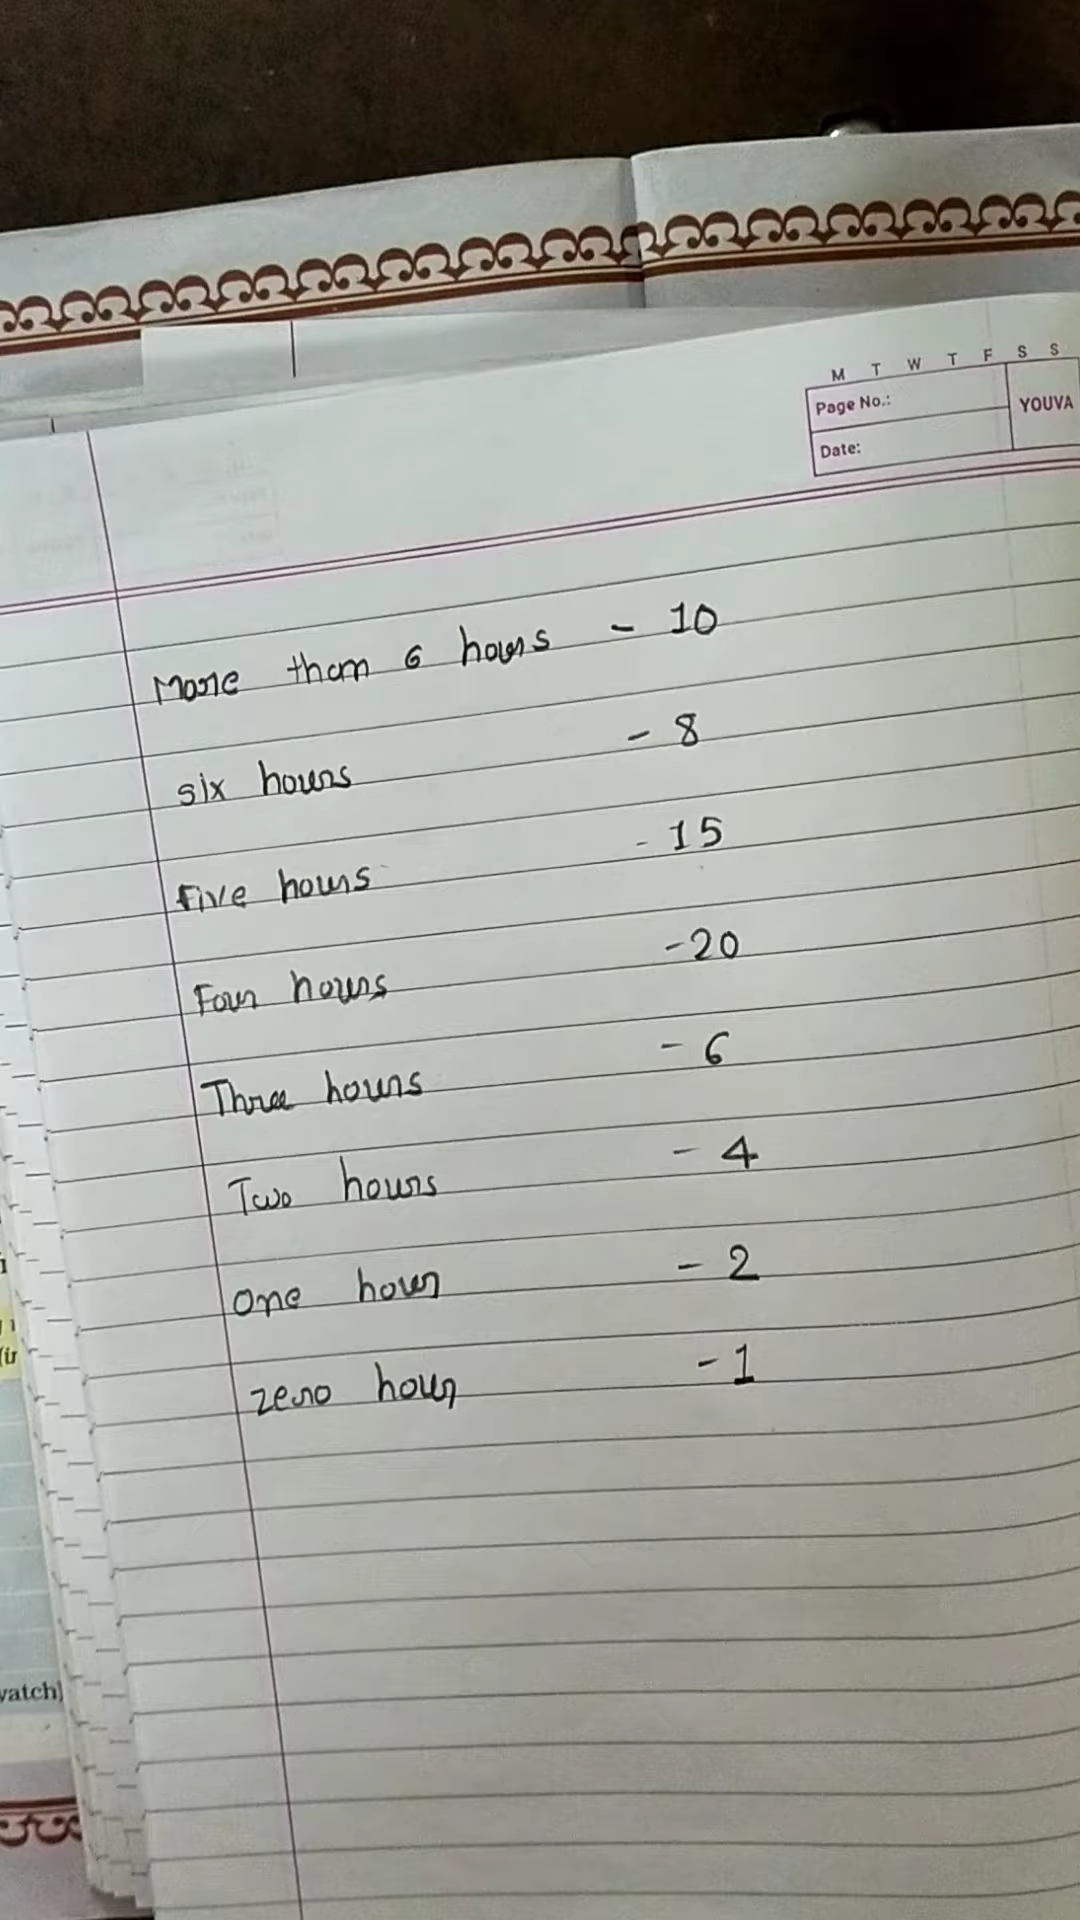 M T W T F S S
Page No.:
YOUVA
Date:
More than 6 hours - 10
six hours - 8
Five hours - 15
Four hours - 20
Three hours - 6
Two hours - 4
one hour - 2
zero hour - 1
watch)